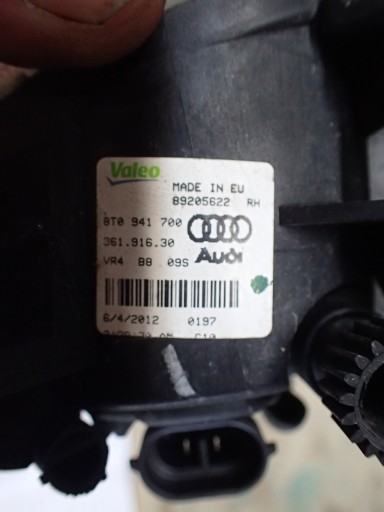 Valeo
MADE IN EU
89205622 RH
8T0 941 700
361.916.30
VR4 B8 09S
Audi
6/4/2012 0197